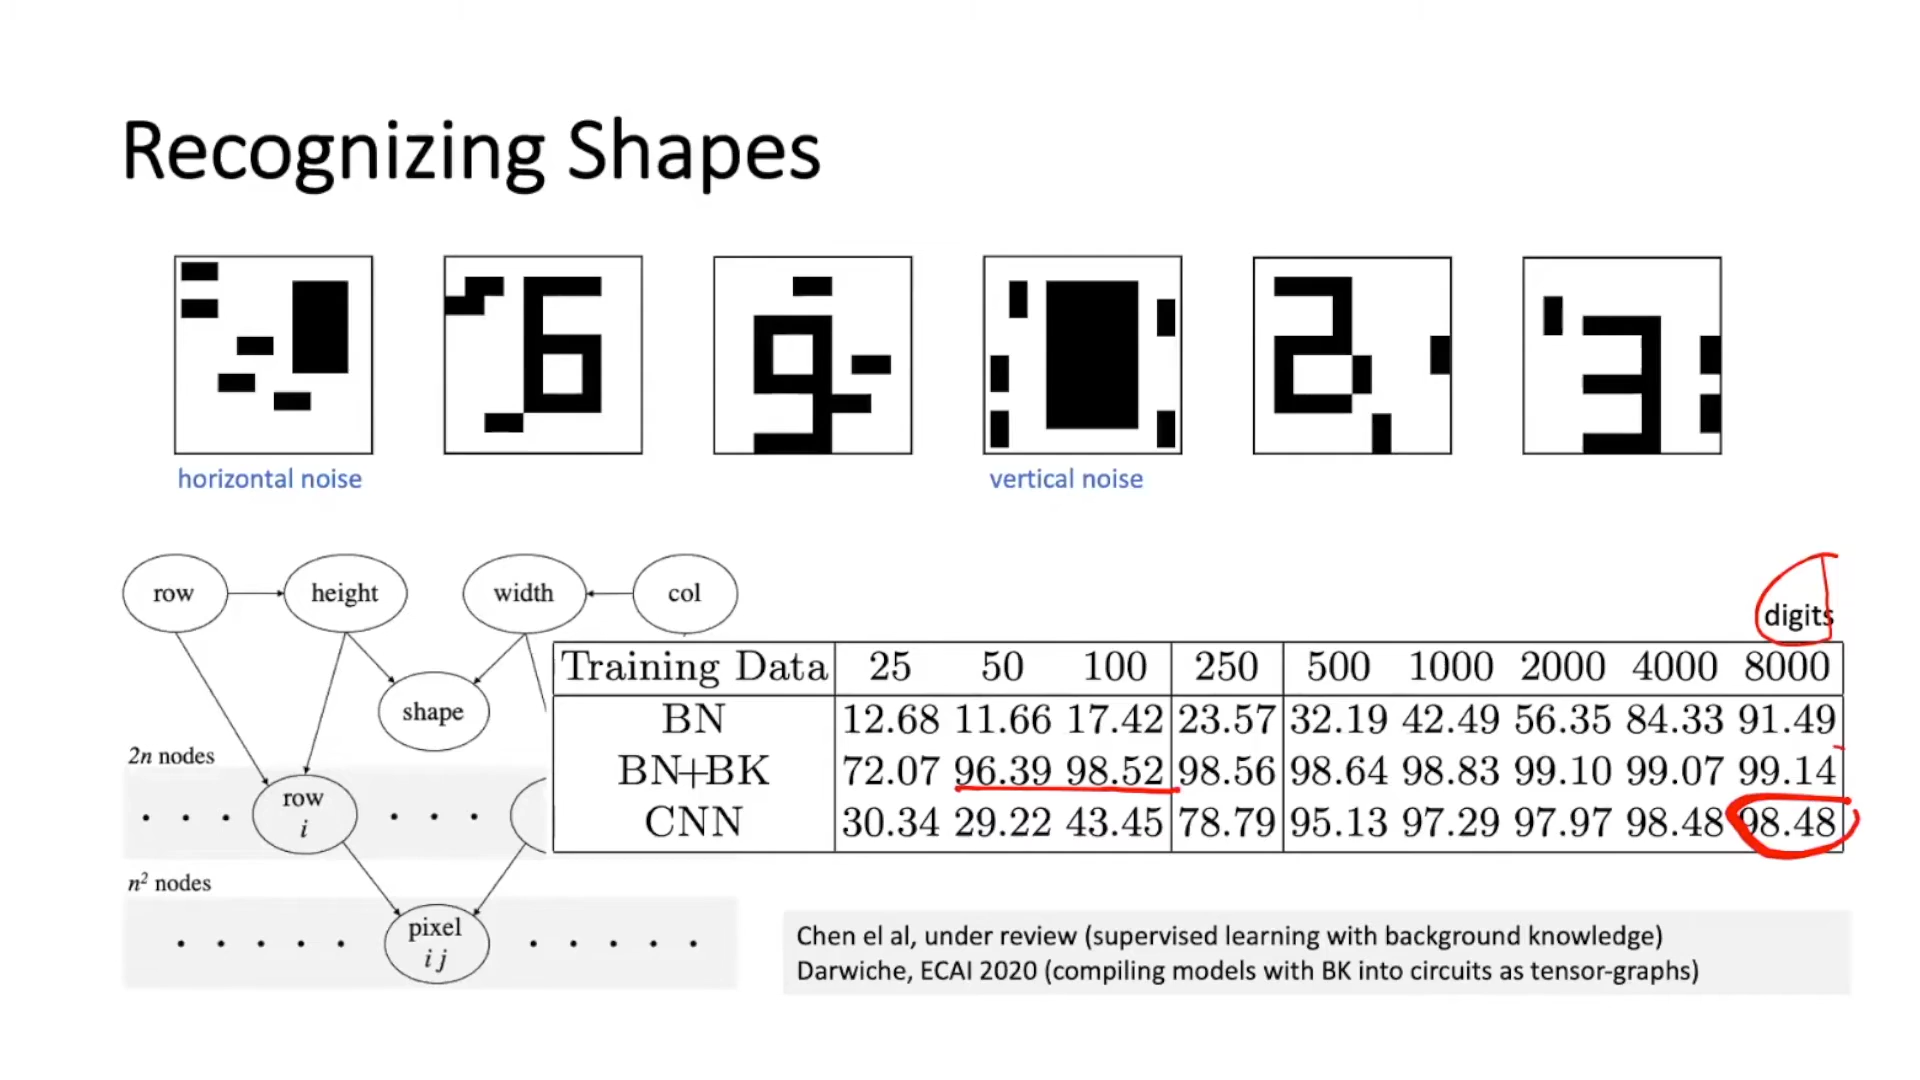 Recognizing Shapes
horizontal noise
vertical noise
row
height
width
col
shape
2n nodes
row
i
n² nodes
pixel
i j
digits
Training Data 25 50 100 250 500 1000 2000 4000 8000
BN 12.68 11.66 17.42 23.57 32.19 42.49 56.35 84.33 91.49
BN+BK 72.07 96.39 98.52 98.56 98.64 98.83 99.10 99.07 99.14
CNN 30.34 29.22 43.45 78.79 95.13 97.29 97.97 98.48 98.48
Chen el al, under review (supervised learning with background knowledge)
Darwiche, ECAI 2020 (compiling models with BK into circuits as tensor-graphs)